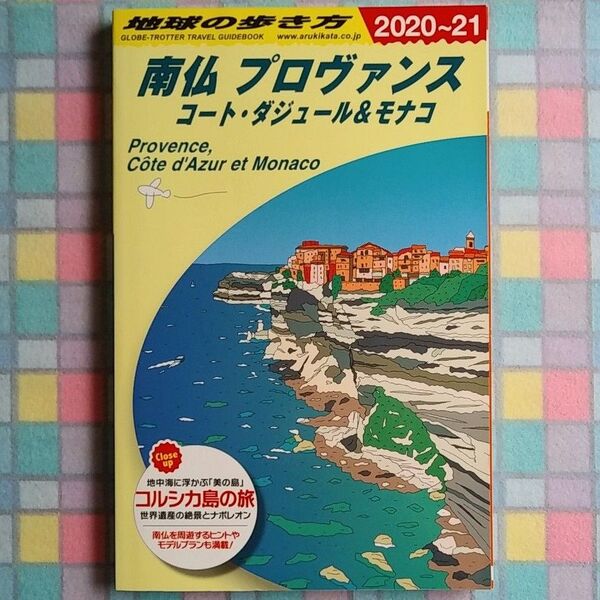 地球の歩き方
GLOBE-TROTTER TRAVEL GUIDEBOOK
www.arukikata.co.jp
2020~21
南仏 プロヴァンス
コート・ダジュール&モナコ
Provence,
Côte d'Azur et Monaco
Close
up
地中海に浮かぶ「美の島」
コルシカ島の旅
世界遺産の絶景とナポレオン
南仏を周遊するヒントや
モデルプランも満載!